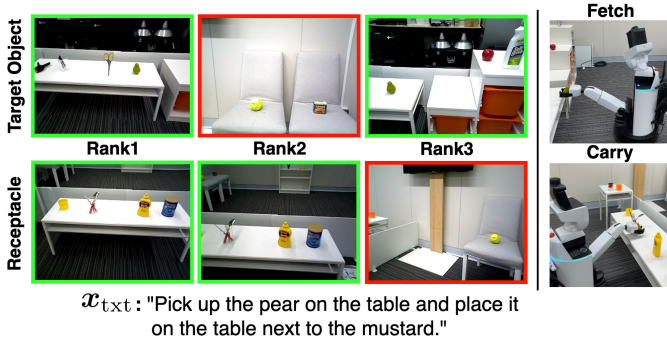 Target Object
Fetch
Rank1 Rank2 Rank3
Carry
Receptacle
x_txt: "Pick up the pear on the table and place it
on the table next to the mustard."